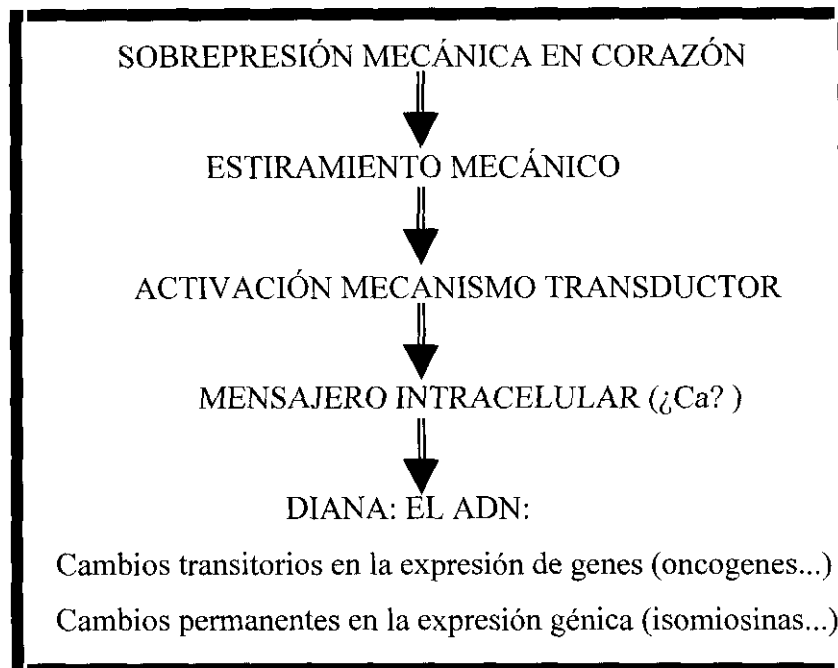 SOBREPRESIÓN MECÁNICA EN CORAZÓN
ESTIRAMIENTO MECÁNICO
ACTIVACIÓN MECANISMO TRANSDUCTOR
MENSAJERO INTRACELULAR (¿Ca? )
DIANA: EL ADN:
Cambios transitorios en la expresión de genes (oncogenes...)
Cambios permanentes en la expresión génica (isomiosinas...)